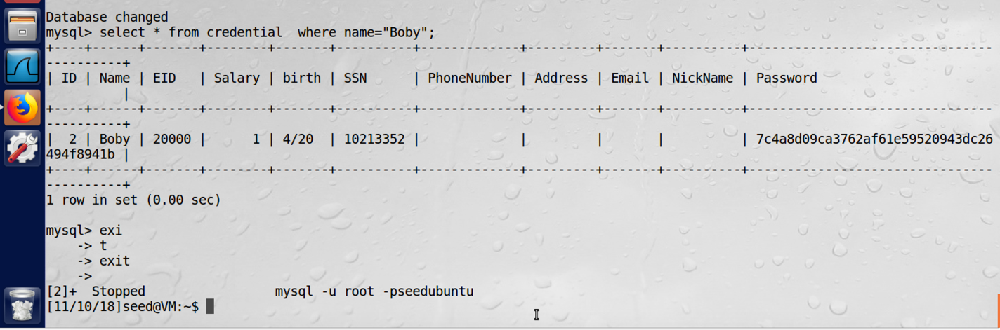 Database changed
mysql> select * from credential  where name="Boby";
+----+------+-------+--------+-------+----------+-------------+---------+-------+----------+--------------------------------
----------+
| ID | Name | EID   | Salary | birth | SSN      | PhoneNumber | Address | Email | NickName | Password
          |
+----+------+-------+--------+-------+----------+-------------+---------+-------+----------+--------------------------------
----------+
|  2 | Boby | 20000 |      1 | 4/20  | 10213352 |             |         |       |          | 7c4a8d09ca3762af61e59520943dc26
494f8941b |
+----+------+-------+--------+-------+----------+-------------+---------+-------+----------+--------------------------------
----------+
1 row in set (0.00 sec)
mysql> exi
    -> t
    -> exit
    ->
[2]+  Stopped                 mysql -u root -pseedubuntu
[11/10/18]seed@VM:~$